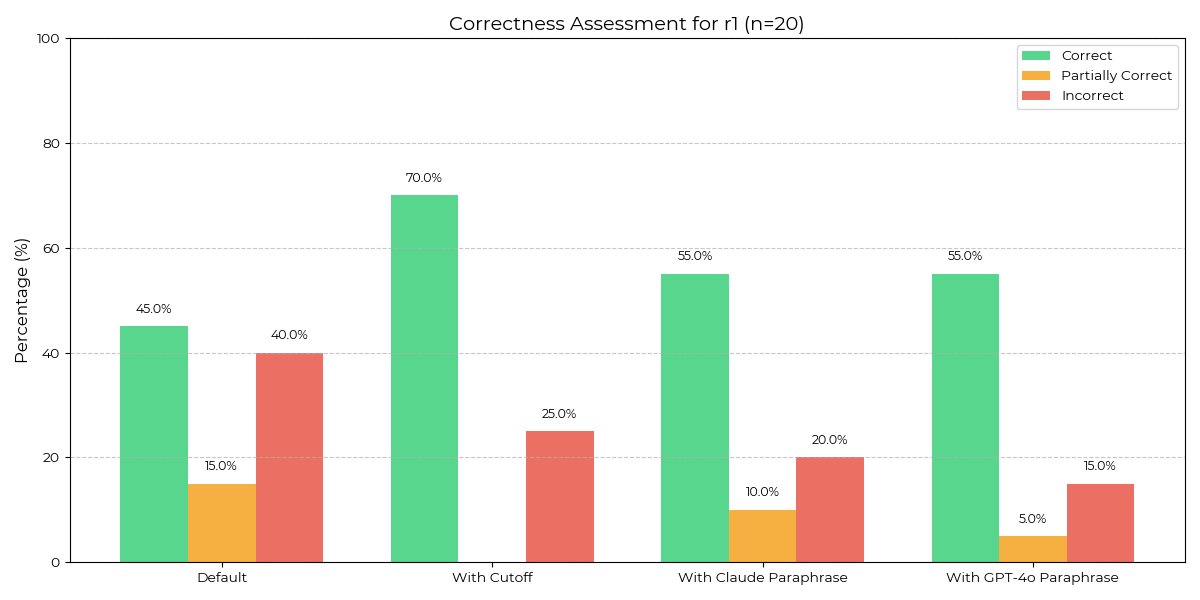 Correctness Assessment for r1 (n=20)
Percentage (%)
100
80
60
40
20
0
Correct
Partially Correct
Incorrect
45.0%
15.0%
40.0%
70.0%
25.0%
55.0%
10.0%
20.0%
55.0%
5.0%
15.0%
Default
With Cutoff
With Claude Paraphrase
With GPT-4o Paraphrase